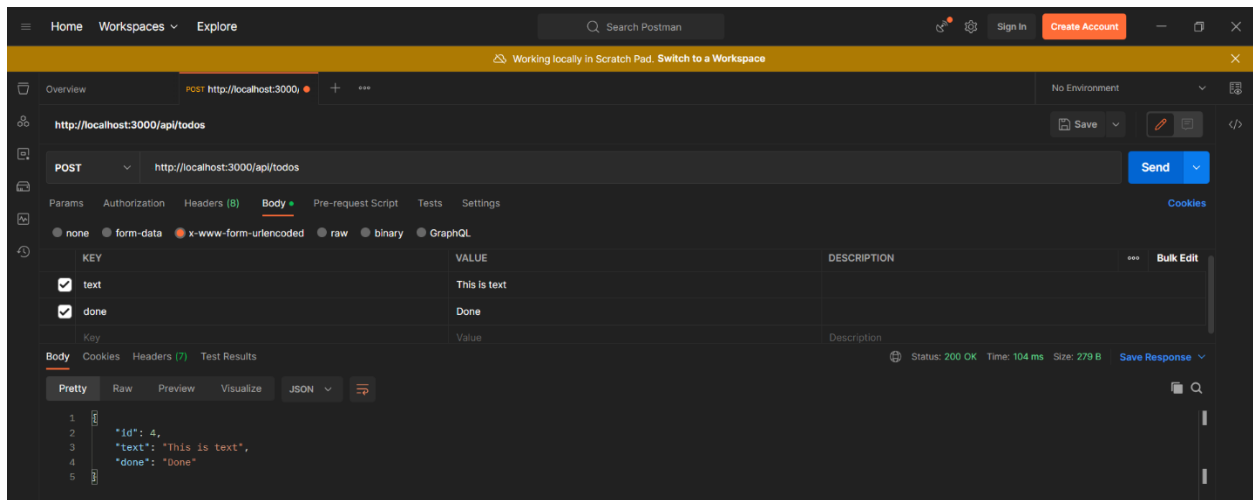 Home Workspaces Explore Search Postman Sign In Create Account
Working locally in Scratch Pad. Switch to a Workspace
Overview POST http://localhost:3000/ No Environment
http://localhost:3000/api/todos Save
POST http://localhost:3000/api/todos Send
Params Authorization Headers (8) Body Pre-request Script Tests Settings Cookies
none form-data x-www-form-urlencoded raw binary GraphQL
KEY VALUE DESCRIPTION Bulk Edit
text This is text
done Done
Key Value Description
Body Cookies Headers (7) Test Results Status: 200 OK Time: 104 ms Size: 279 B Save Response
Pretty Raw Preview Visualize JSON
1 {
2 "id": 4,
3 "text": "This is text",
4 "done": "Done"
5 }